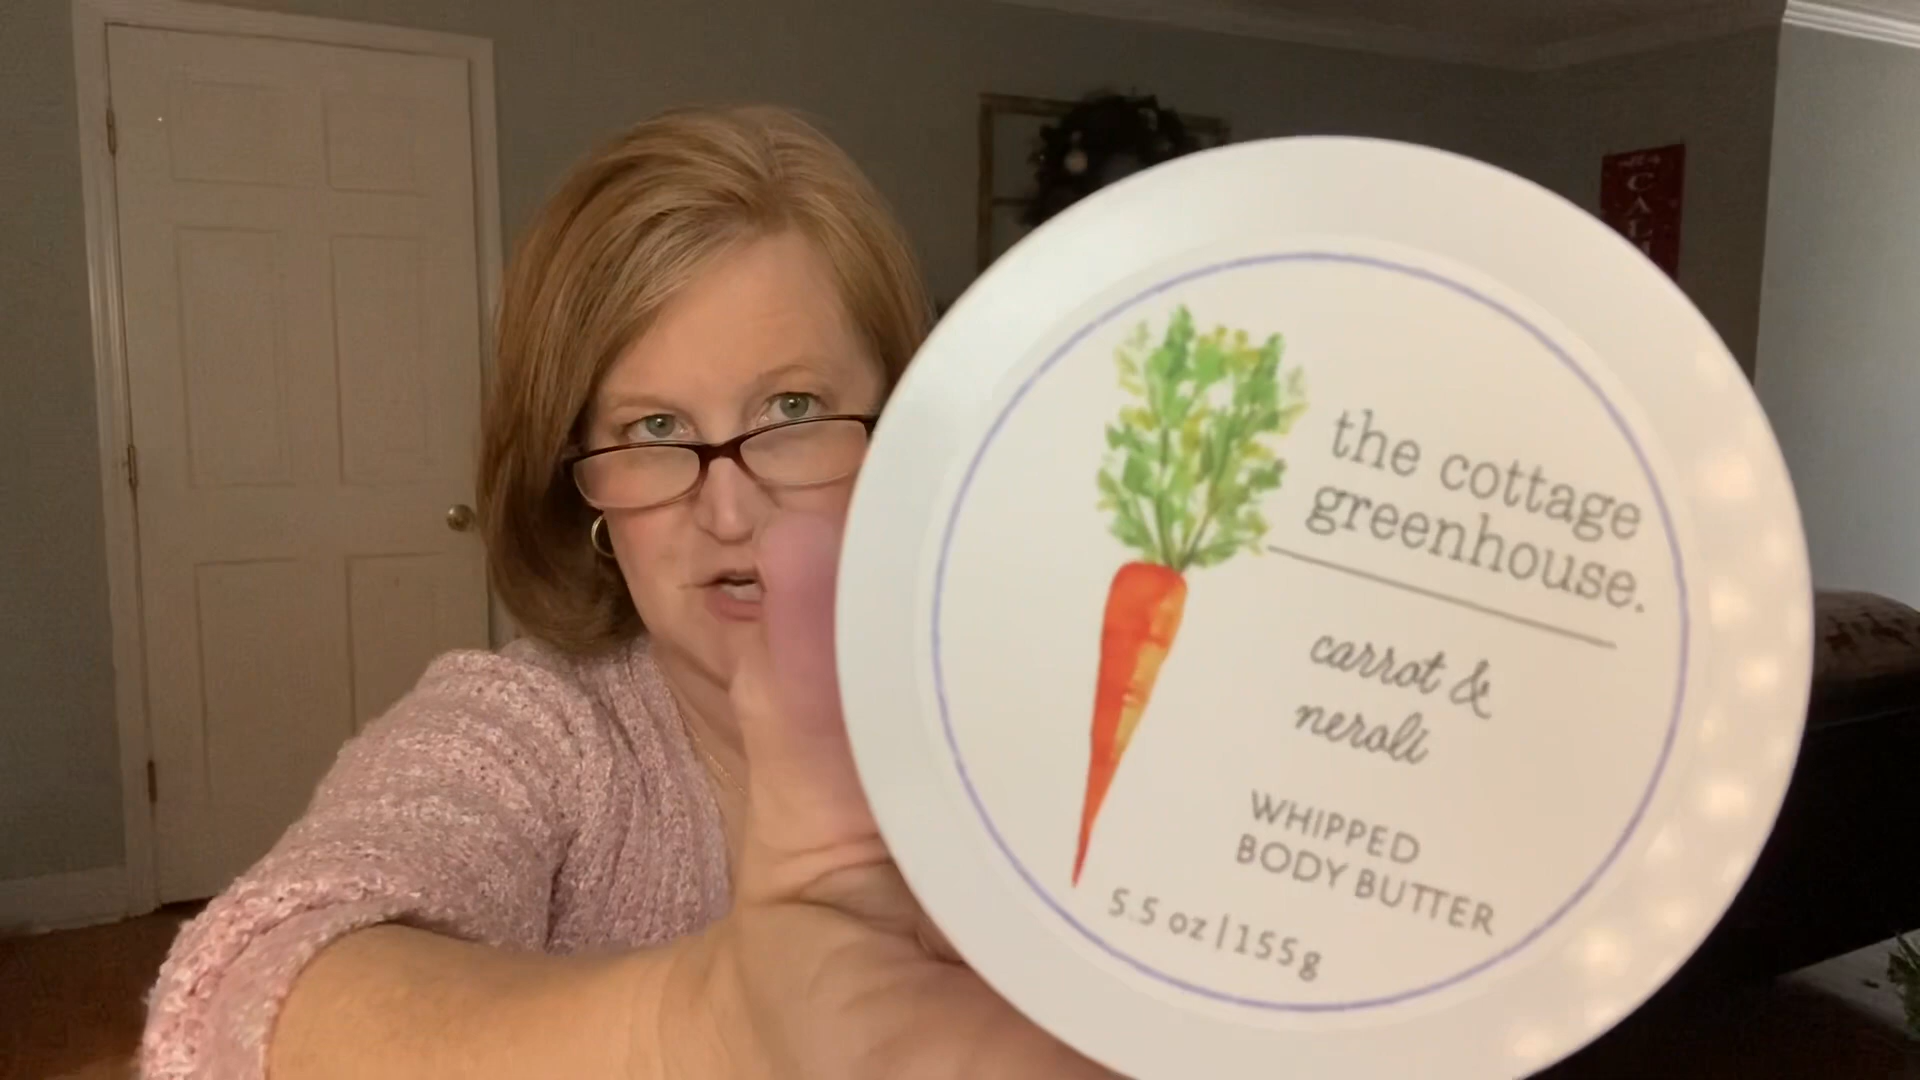 the cottage
greenhouse.
carrot &
neroli
WHIPPED
BODY BUTTER
5.5 oz | 155g